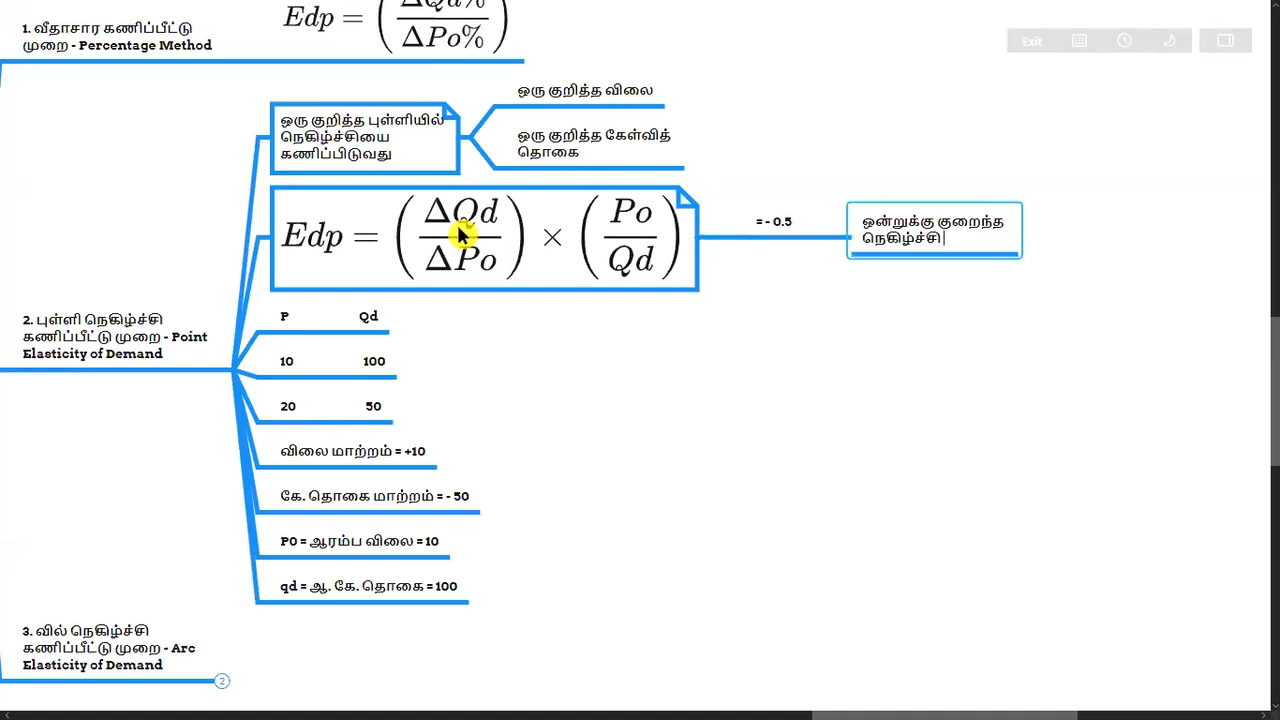 1. வீதாசார கணிப்பீட்டு
முறை - Percentage Method
Edp = (ΔQd% / ΔPo%)
Exit
ஒரு குறித்த புள்ளியில்
நெகிழ்ச்சியை
கணிப்பிடுவது
ஒரு குறித்த விலை
ஒரு குறித்த கேள்வித்
தொகை
Edp = (ΔQd / ΔPo) × (Po / Qd)
= - 0.5
ஒன்றுக்கு குறைந்த
நெகிழ்ச்சி
2. புள்ளி நெகிழ்ச்சி
கணிப்பீட்டு முறை - Point
Elasticity of Demand
P Qd
10 100
20 50
விலை மாற்றம் = +10
கே. தொகை மாற்றம் = - 50
P0 = ஆரம்ப விலை = 10
qd = ஆ. கே. தொகை = 100
3. வில் நெகிழ்ச்சி
கணிப்பீட்டு முறை - Arc
Elasticity of Demand
2